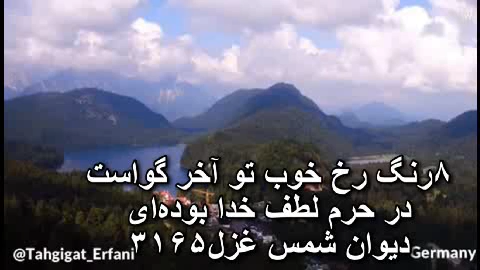 ۸رنگ رخ خوب تو آخر گواست
در حرم لطف خدا بوده‌ای
دیوان شمس غزل۳۱۶۵
@Tahgigat_Erfani
Germany